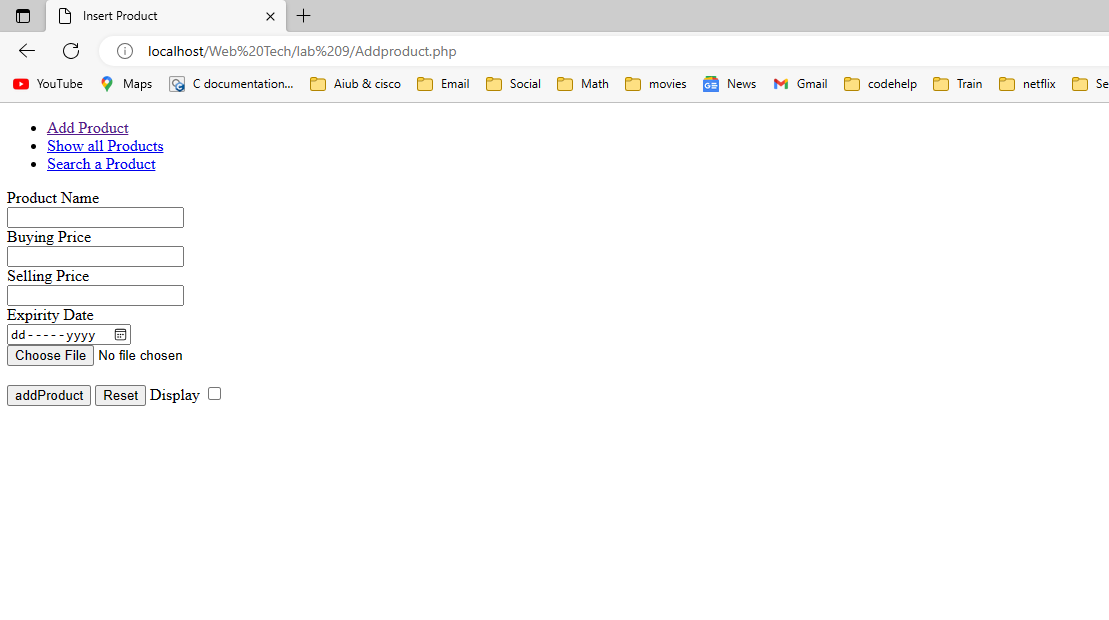 Insert Product
localhost/Web%20Tech/lab%209/Addproduct.php
YouTube Maps C documentation... Aiub & cisco Email Social Math movies News Gmail codehelp Train netflix Se
Add Product
Show all Products
Search a Product
Product Name
Buying Price
Selling Price
Expirity Date
dd-----yyyy
Choose File No file chosen
addProduct Reset Display